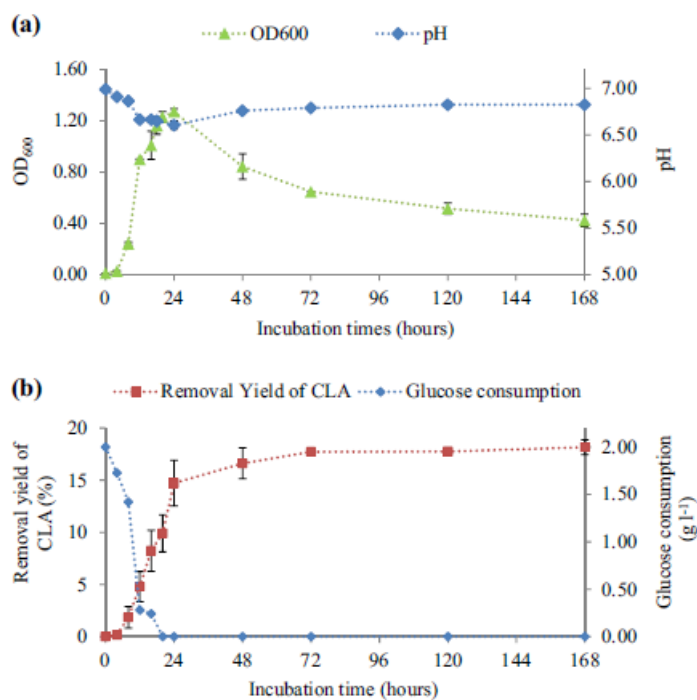 (a)
OD600 pH
1.60 7.00
1.20 6.50
0.80 6.00
0.40 5.50
0.00 5.00
OD600
pH
0 24 48 72 96 120 144 168
Incubation times (hours)
(b)
Removal Yield of CLA Glucose consumption
20 2.00
15 1.50
10 1.00
5 0.50
0 0.00
Removal yield of
CLA (%)
Glucose consumption
(g l-1)
0 24 48 72 96 120 144 168
Incubation time (hours)